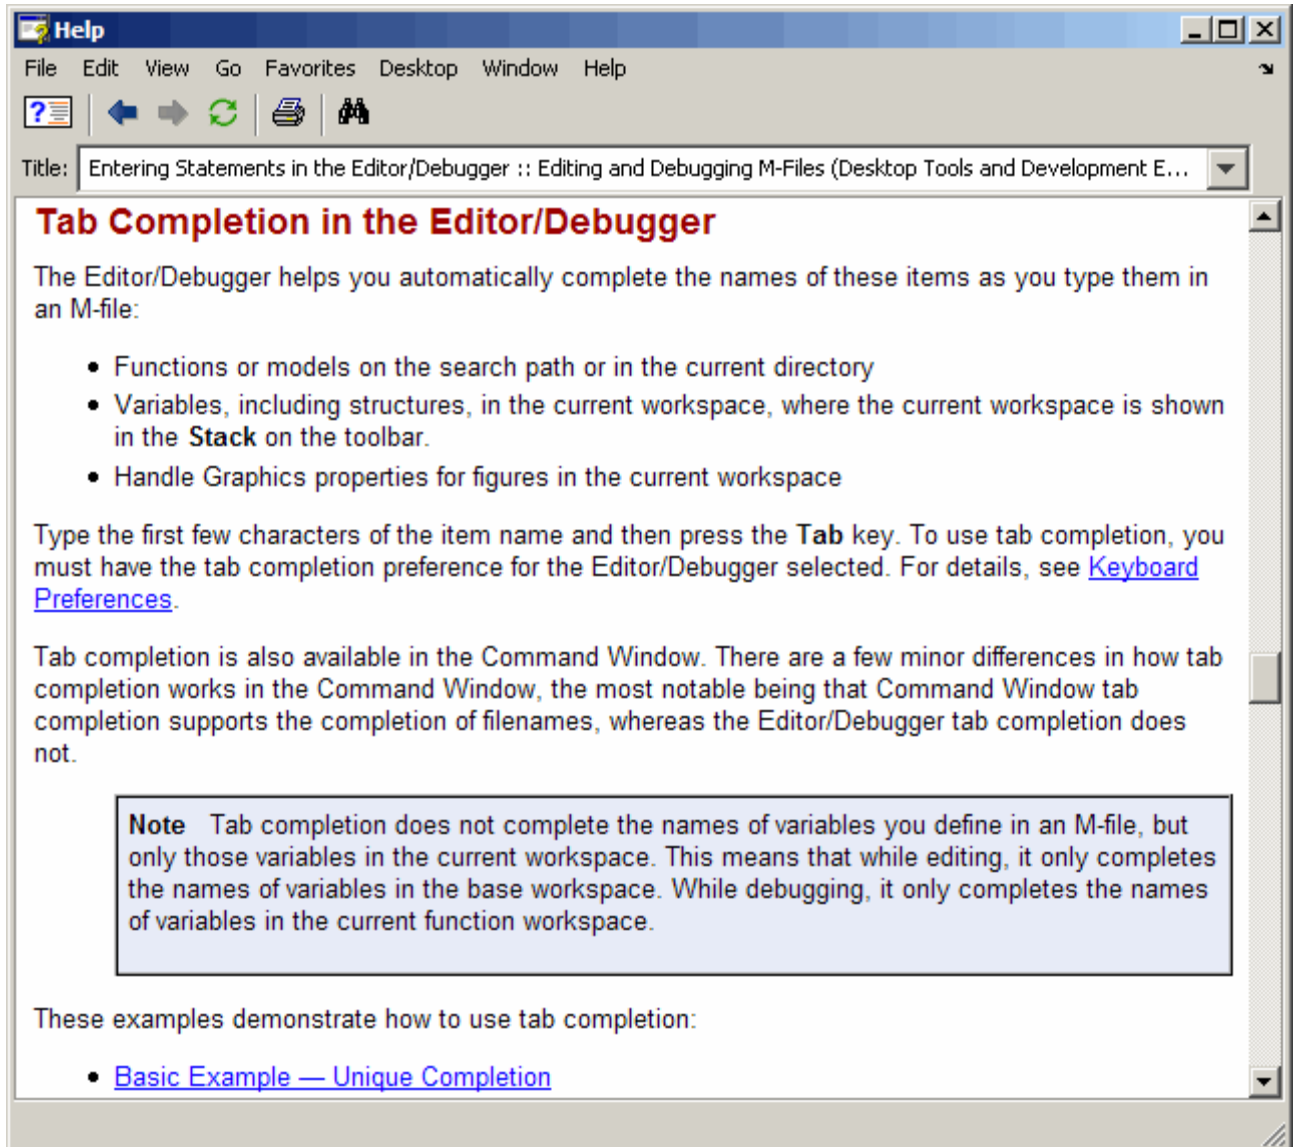 Help
File Edit View Go Favorites Desktop Window Help
Title: Entering Statements in the Editor/Debugger :: Editing and Debugging M-Files (Desktop Tools and Development E...
Tab Completion in the Editor/Debugger
The Editor/Debugger helps you automatically complete the names of these items as you type them in
an M-file:
• Functions or models on the search path or in the current directory
• Variables, including structures, in the current workspace, where the current workspace is shown
in the Stack on the toolbar.
• Handle Graphics properties for figures in the current workspace
Type the first few characters of the item name and then press the Tab key. To use tab completion, you
must have the tab completion preference for the Editor/Debugger selected. For details, see Keyboard
Preferences.
Tab completion is also available in the Command Window. There are a few minor differences in how tab
completion works in the Command Window, the most notable being that Command Window tab
completion supports the completion of filenames, whereas the Editor/Debugger tab completion does
not.
Note Tab completion does not complete the names of variables you define in an M-file, but
only those variables in the current workspace. This means that while editing, it only completes
the names of variables in the base workspace. While debugging, it only completes the names
of variables in the current function workspace.
These examples demonstrate how to use tab completion:
• Basic Example — Unique Completion